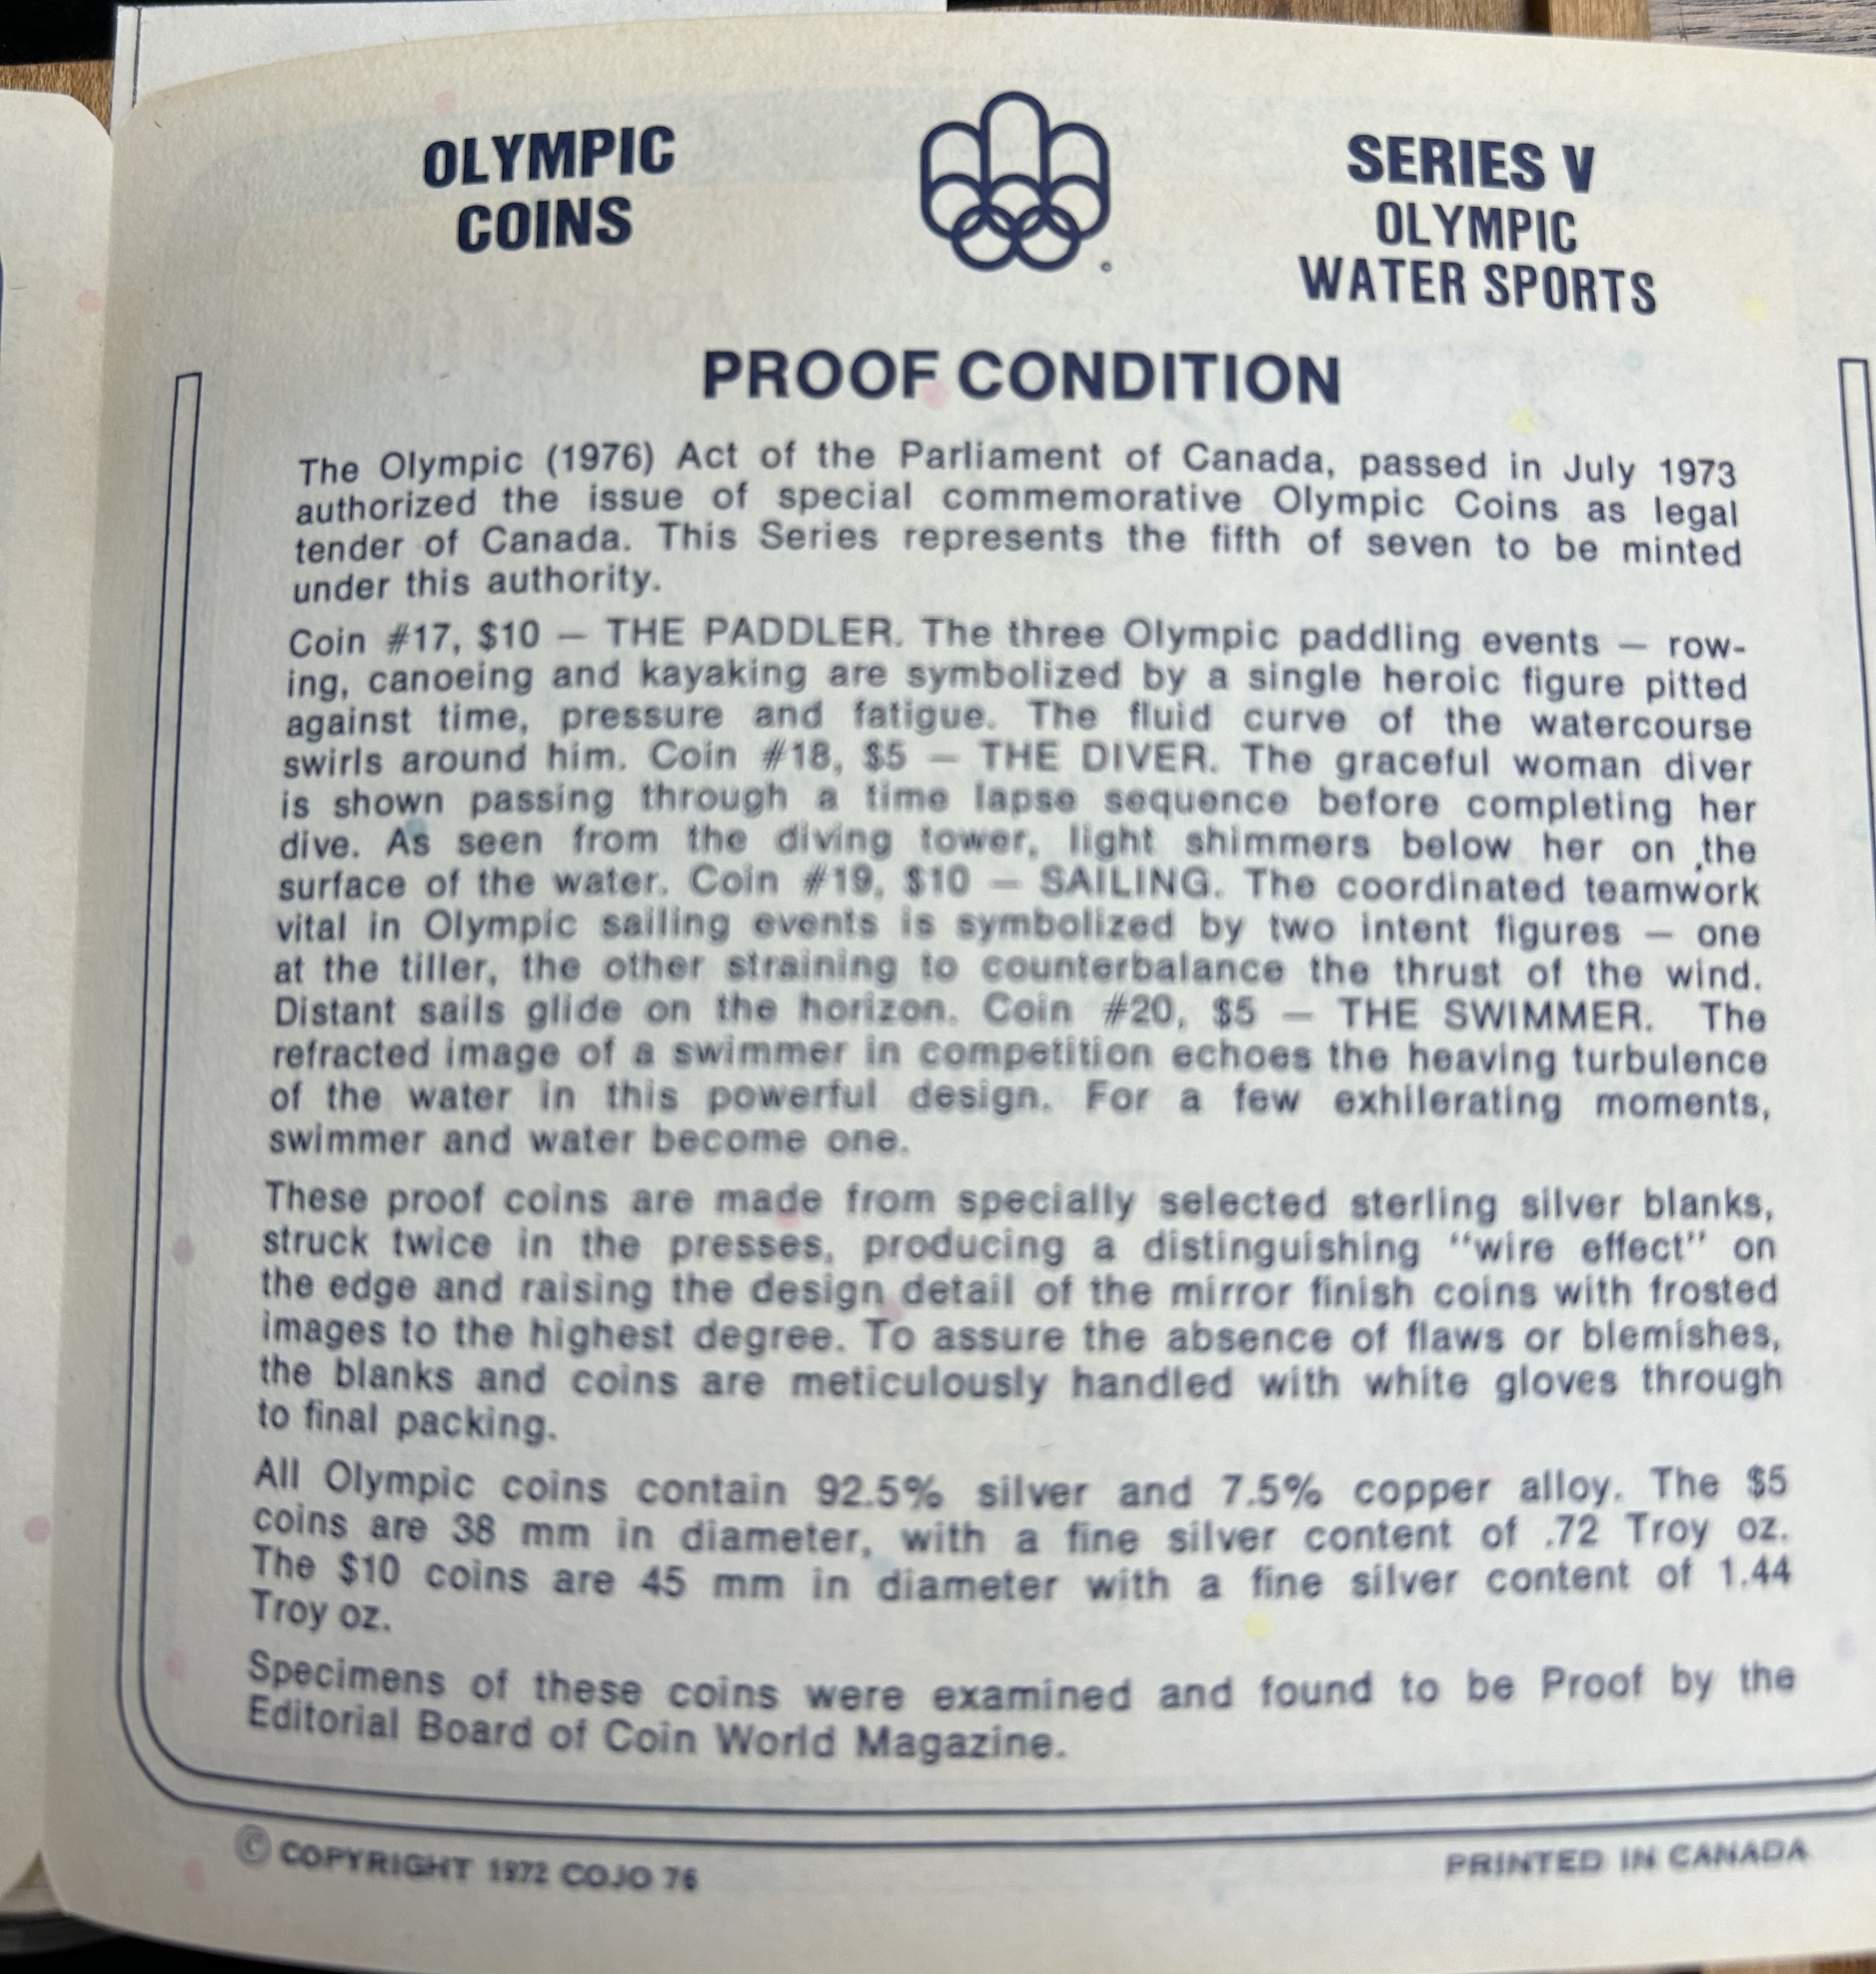 OLYMPIC
COINS
SERIES V
OLYMPIC
WATER SPORTS
PROOF CONDITION
The Olympic (1976) Act of the Parliament of Canada, passed in July 1973
authorized the issue of special commemorative Olympic Coins as legal
tender of Canada. This Series represents the fifth of seven to be minted
under this authority.
Coin #17, $10 — THE PADDLER. The three Olympic paddling events — row-
ing, canoeing and kayaking are symbolized by a single heroic figure pitted
against time, pressure and fatigue. The fluid curve of the watercourse
swirls around him. Coin #18, $5 — THE DIVER. The graceful woman diver
is shown passing through a time lapse sequence before completing her
dive. As seen from the diving tower, light shimmers below her on the
surface of the water. Coin #19, $10 — SAILING. The coordinated teamwork
vital in Olympic sailing events is symbolized by two intent figures — one
at the tiller, the other straining to counterbalance the thrust of the wind.
Distant sails glide on the horizon. Coin #20, $5 — THE SWIMMER. The
refracted image of a swimmer in competition echoes the heaving turbulence
of the water in this powerful design. For a few exhilerating moments,
swimmer and water become one.
These proof coins are made from specially selected sterling silver blanks,
struck twice in the presses, producing a distinguishing "wire effect" on
the edge and raising the design detail of the mirror finish coins with frosted
images to the highest degree. To assure the absence of flaws or blemishes,
the blanks and coins are meticulously handled with white gloves through
to final packing.
All Olympic coins contain 92.5% silver and 7.5% copper alloy. The $5
coins are 38 mm in diameter, with a fine silver content of .72 Troy oz.
The $10 coins are 45 mm in diameter with a fine silver content of 1.44
Troy oz.
Specimens of these coins were examined and found to be Proof by the
Editorial Board of Coin World Magazine.
© COPYRIGHT 1972 COJO 76
PRINTED IN CANADA